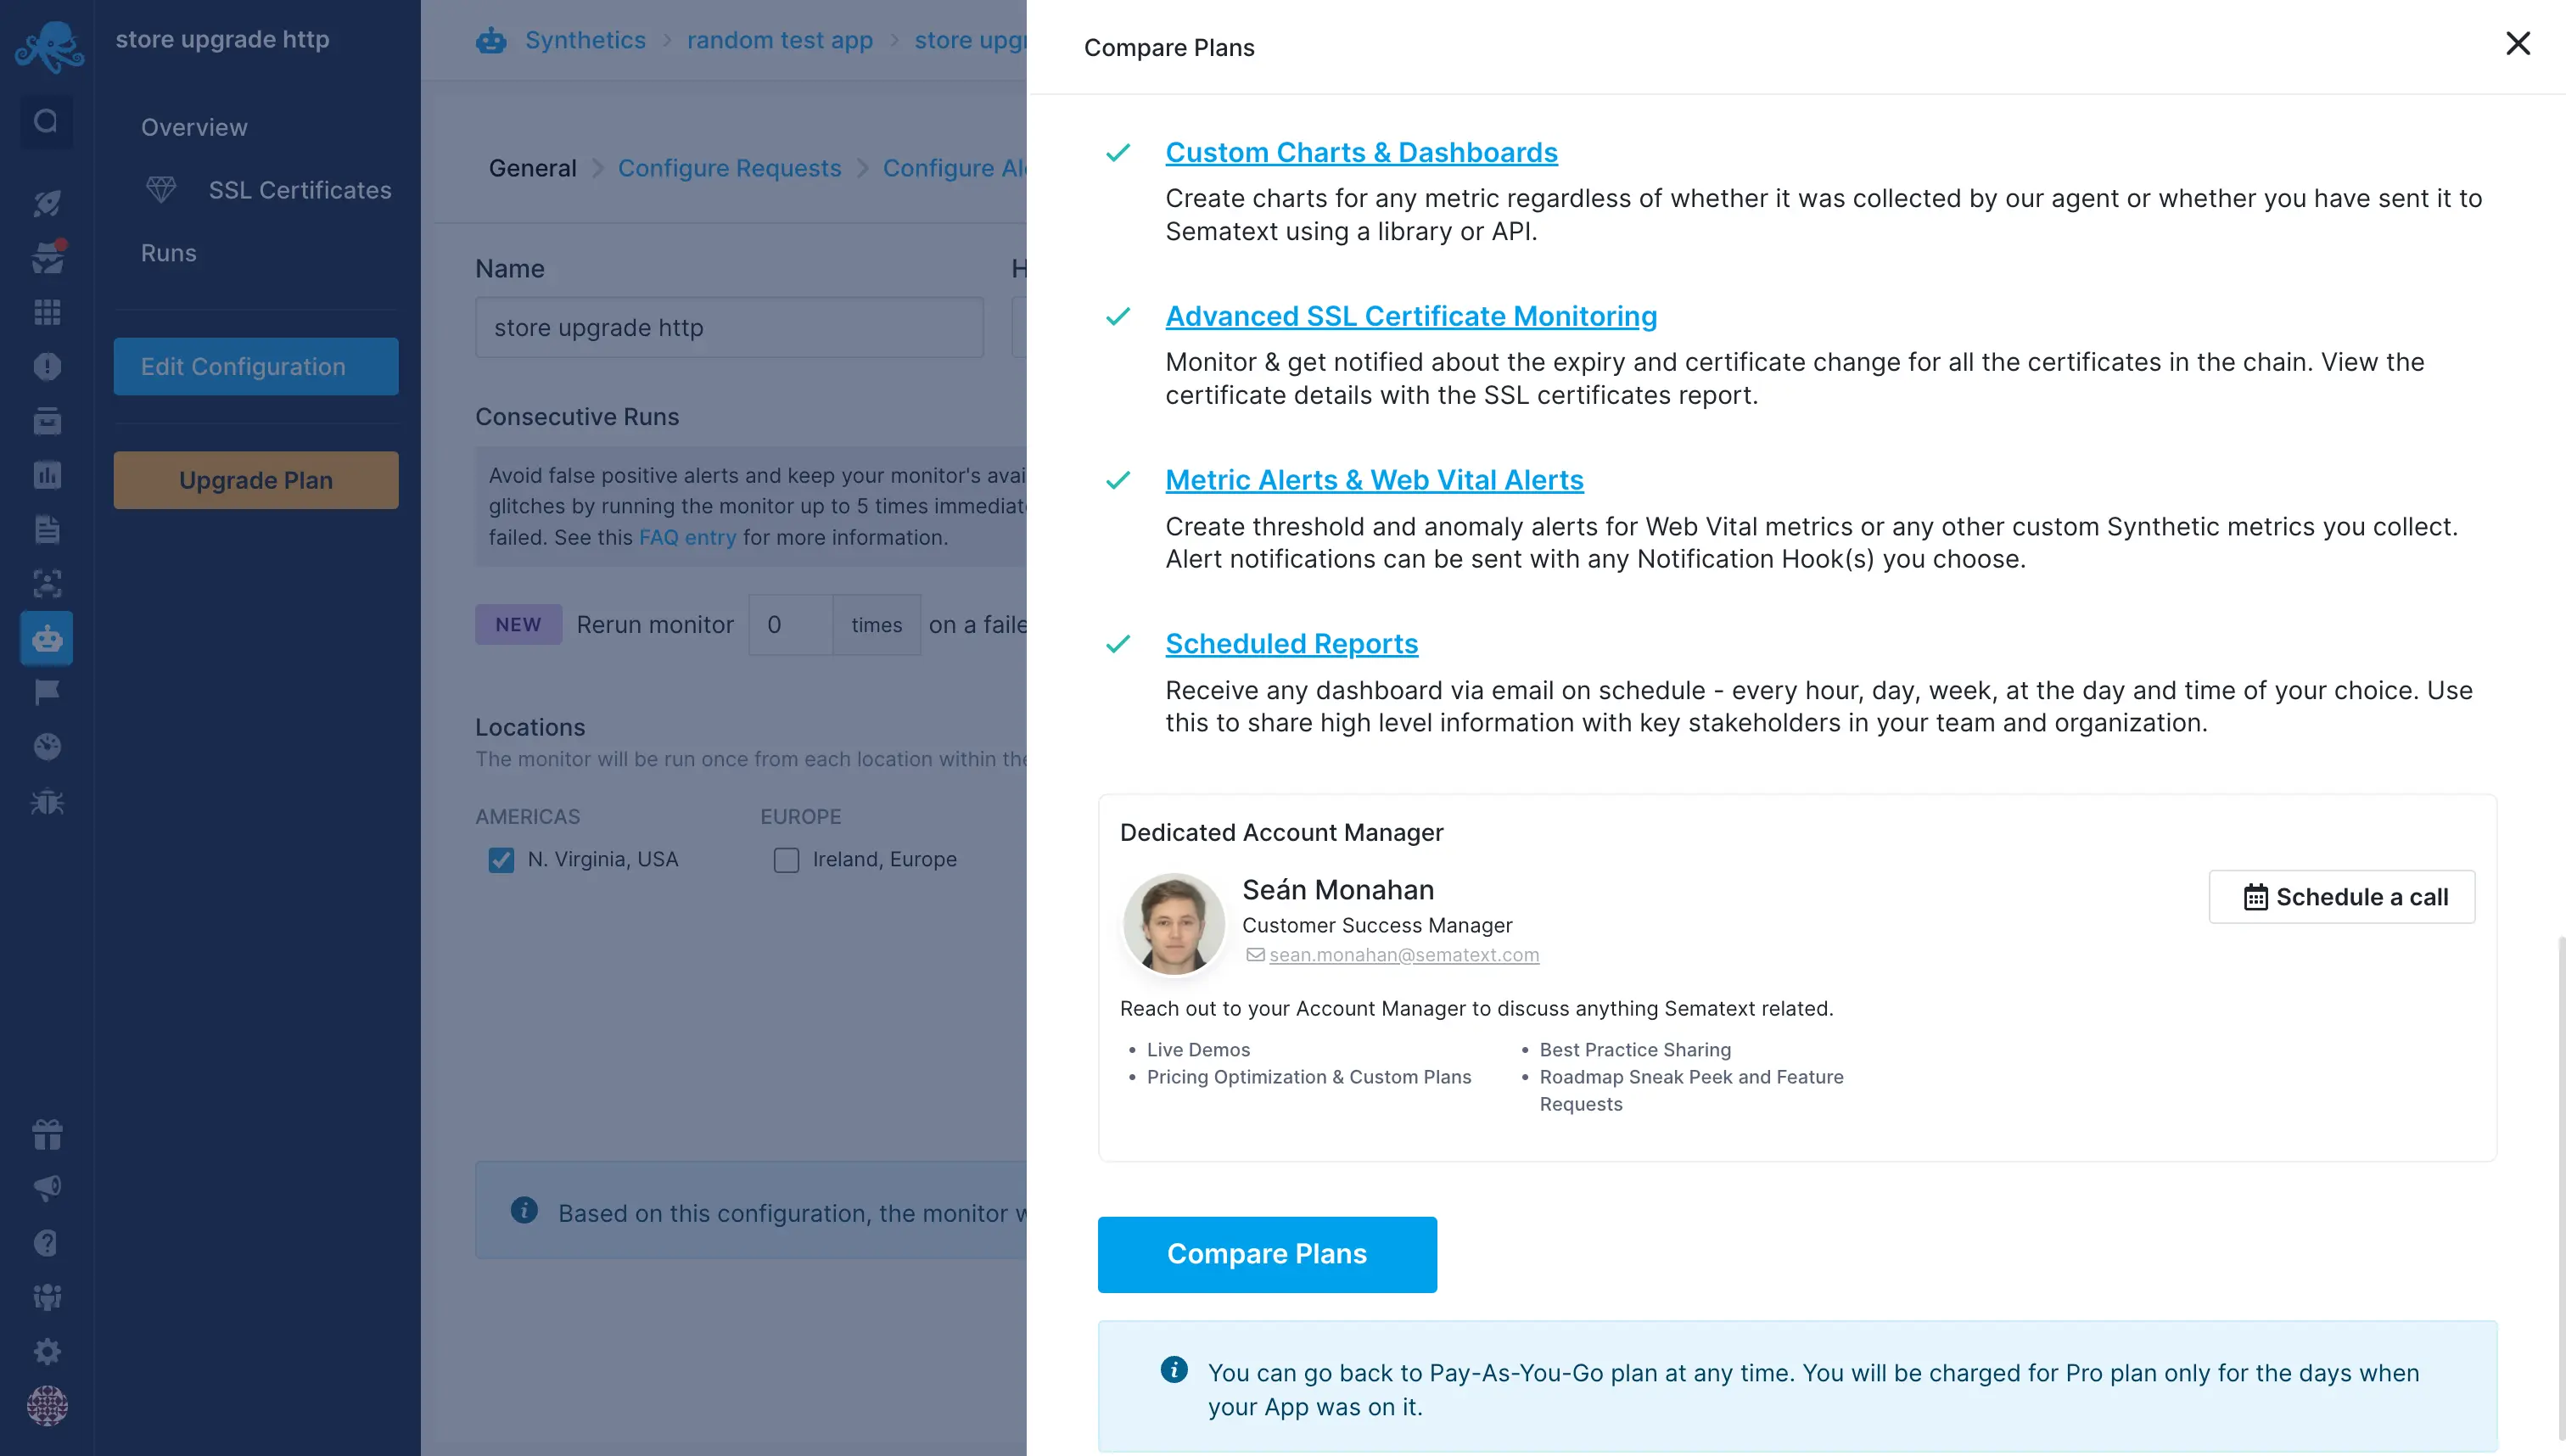 store upgrade http
Overview
SSL Certificates
Runs
Edit Configuration
Upgrade Plan
Synthetics
random test app
store upgr
General
Configure Requests
Configure Al
Name
H
store upgrade http
Consecutive Runs
Avoid false positive alerts and keep your monitor's avai
glitches by running the monitor up to 5 times immediat
failed. See this FAQ entry for more information.
NEW
Rerun monitor
0
times
on a faile
Locations
The monitor will be run once from each location within the
AMERICAS
EUROPE
N. Virginia, USA
Ireland, Europe
Based on this configuration, the monitor w
Compare Plans
Custom Charts & Dashboards
Create charts for any metric regardless of whether it was collected by our agent or whether you have sent it to
Sematext using a library or API.
Advanced SSL Certificate Monitoring
Monitor & get notified about the expiry and certificate change for all the certificates in the chain. View the
certificate details with the SSL certificates report.
Metric Alerts & Web Vital Alerts
Create threshold and anomaly alerts for Web Vital metrics or any other custom Synthetic metrics you collect.
Alert notifications can be sent with any Notification Hook(s) you choose.
Scheduled Reports
Receive any dashboard via email on schedule - every hour, day, week, at the day and time of your choice. Use
this to share high level information with key stakeholders in your team and organization.
Dedicated Account Manager
Seán Monahan
Customer Success Manager
sean.monahan@sematext.com
Schedule a call
Reach out to your Account Manager to discuss anything Sematext related.
• Live Demos
• Pricing Optimization & Custom Plans
• Best Practice Sharing
• Roadmap Sneak Peek and Feature
Requests
Compare Plans
You can go back to Pay-As-You-Go plan at any time. You will be charged for Pro plan only for the days when
your App was on it.